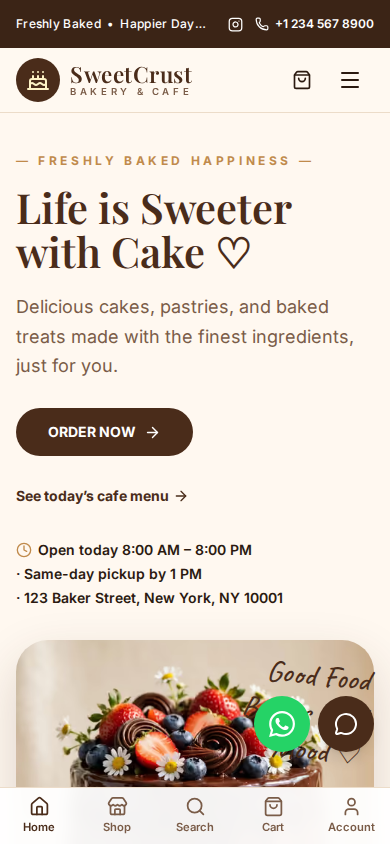 Freshly Baked • Happier Day...
+1 234 567 8900
SweetCrust
BAKERY & CAFE
— FRESHLY BAKED HAPPINESS —
Life is Sweeter
with Cake ♡
Delicious cakes, pastries, and baked
treats made with the finest ingredients,
just for you.
ORDER NOW →
See today’s cafe menu →
Open today 8:00 AM – 8:00 PM
· Same-day pickup by 1 PM
· 123 Baker Street, New York, NY 10001
Good Food
Home
Shop
Search
Cart
Account